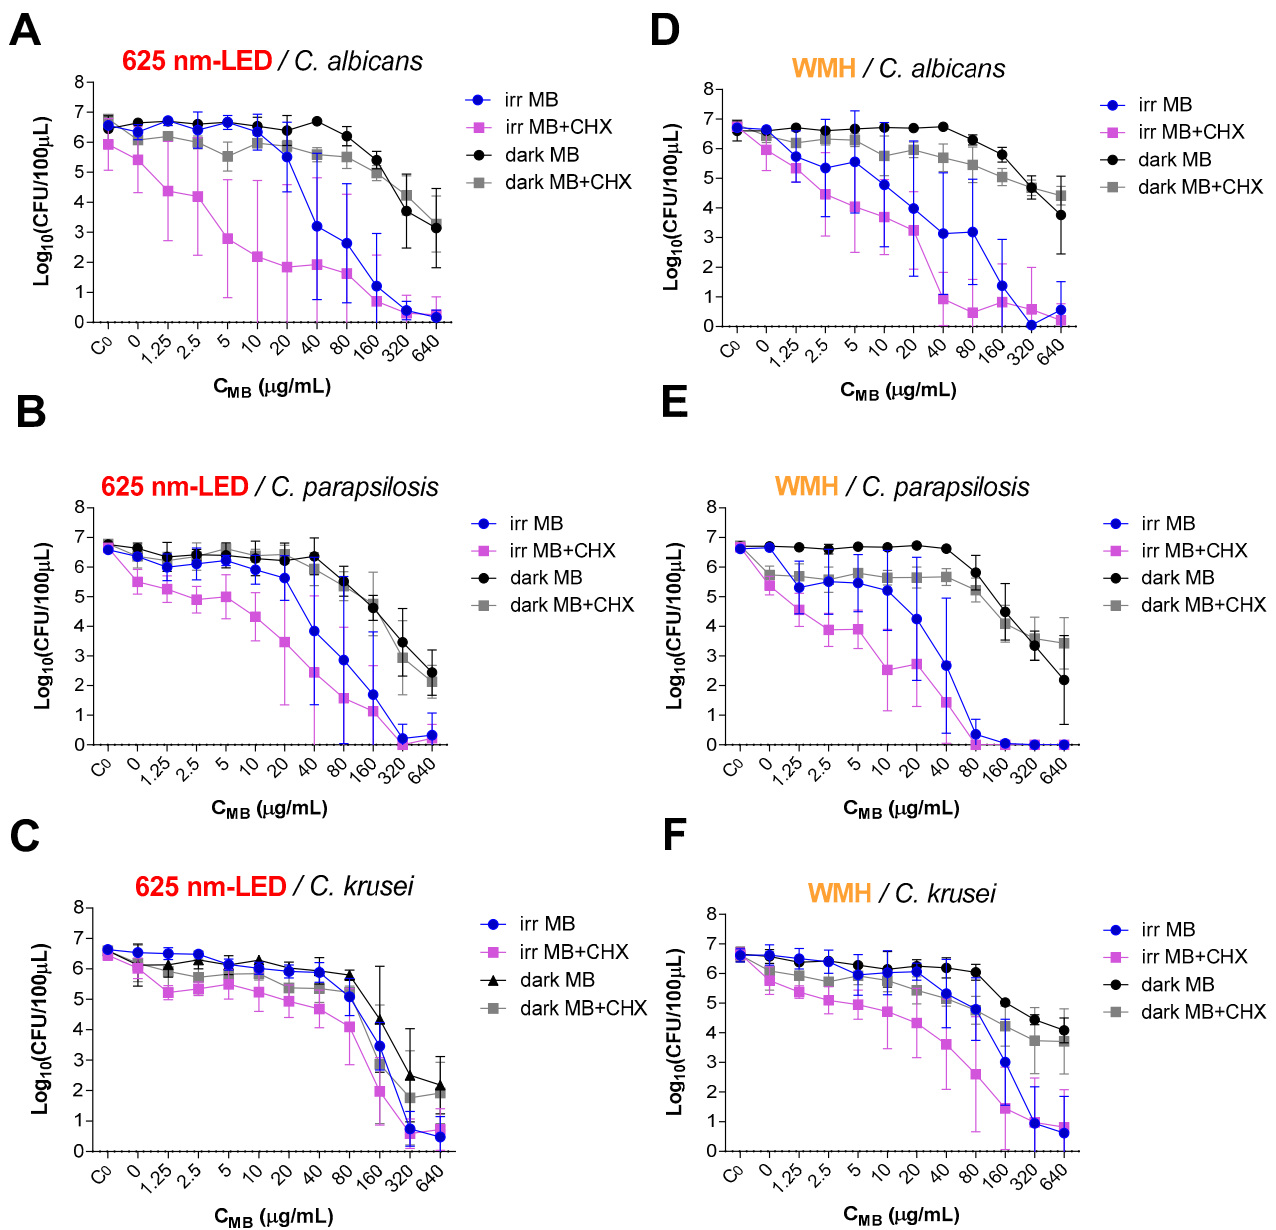 A
625 nm-LED / C. albicans
8
7
6
5
4
3
2
1
0
Log10(CFU/100µL)
C0 0 1.25 2.5 5 10 20 40 80 160 320 640
CMB (µg/mL)
irr MB
irr MB+CHX
dark MB
dark MB+CHX
D
WMH / C. albicans
8
7
6
5
4
3
2
1
0
Log10(CFU/100µL)
C0 0 1.25 2.5 5 10 20 40 80 160 320 640
CMB (µg/mL)
irr MB
irr MB+CHX
dark MB
dark MB+CHX
B
625 nm-LED / C. parapsilosis
8
7
6
5
4
3
2
1
0
Log10(CFU/100µL)
C0 0 1.25 2.5 5 10 20 40 80 160 320 640
CMB (µg/mL)
irr MB
irr MB+CHX
dark MB
dark MB+CHX
E
WMH / C. parapsilosis
8
7
6
5
4
3
2
1
0
Log10(CFU/100µL)
C0 0 1.25 2.5 5 10 20 40 80 160 320 640
CMB (µg/mL)
irr MB
irr MB+CHX
dark MB
dark MB+CHX
C
625 nm-LED / C. krusei
8
7
6
5
4
3
2
1
0
Log10(CFU/100µL)
C0 0 1.25 2.5 5 10 20 40 80 160 320 640
CMB (µg/mL)
irr MB
irr MB+CHX
dark MB
dark MB+CHX
F
WMH / C. krusei
8
7
6
5
4
3
2
1
0
Log10(CFU/100µL)
C0 0 1.25 2.5 5 10 20 40 80 160 320 640
CMB (µg/mL)
irr MB
irr MB+CHX
dark MB
dark MB+CHX